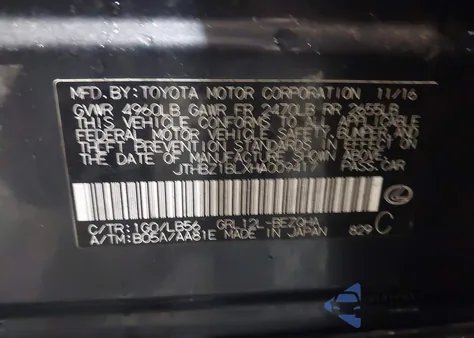 MFD. BY: TOYOTA MOTOR CORPORATION 11/16
GVWR 4960LB GAWR FR 2470LB RR 2655LB
THIS VEHICLE CONFORMS TO ALL APPLICABLE
FEDERAL MOTOR VEHICLE SAFETY, BUMPER, AND
THEFT PREVENTION STANDARDS IN EFFECT ON
THE DATE OF MANUFACTURE SHOWN ABOVE.
JTHBZ1BLXHA009417 PASS. CAR
C/TR: 1G0/LB56 GRL12L-BEZQHA C
A/TM: B05A/AA81E MADE IN JAPAN 829